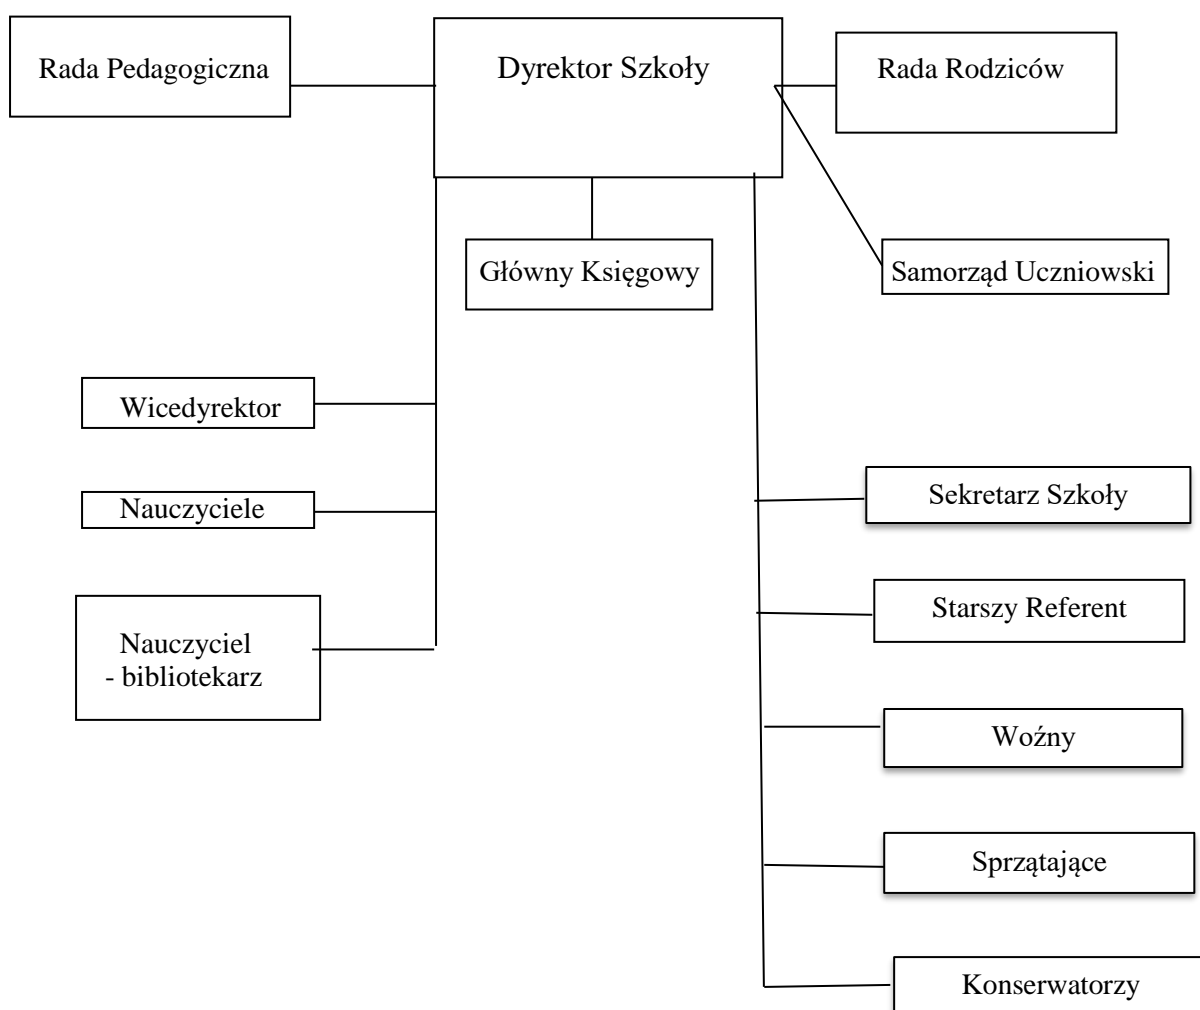 Rada Pedagogiczna
Dyrektor Szkoły
Rada Rodziców
Główny Księgowy
Samorząd Uczniowski
Wicedyrektor
Nauczyciele
Nauczyciel
- bibliotekarz
Sekretarz Szkoły
Starszy Referent
Woźny
Sprzątające
Konserwatorzy